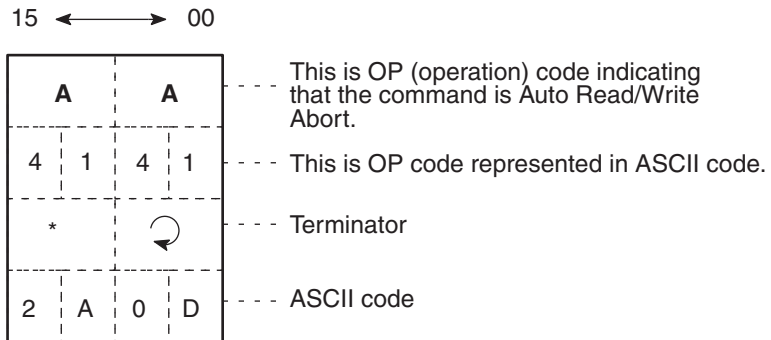 15 00
A A
This is OP (operation) code indicating
that the command is Auto Read/Write
Abort.
4 1 4 1
This is OP code represented in ASCII code.
*
Terminator
2 A 0 D
ASCII code